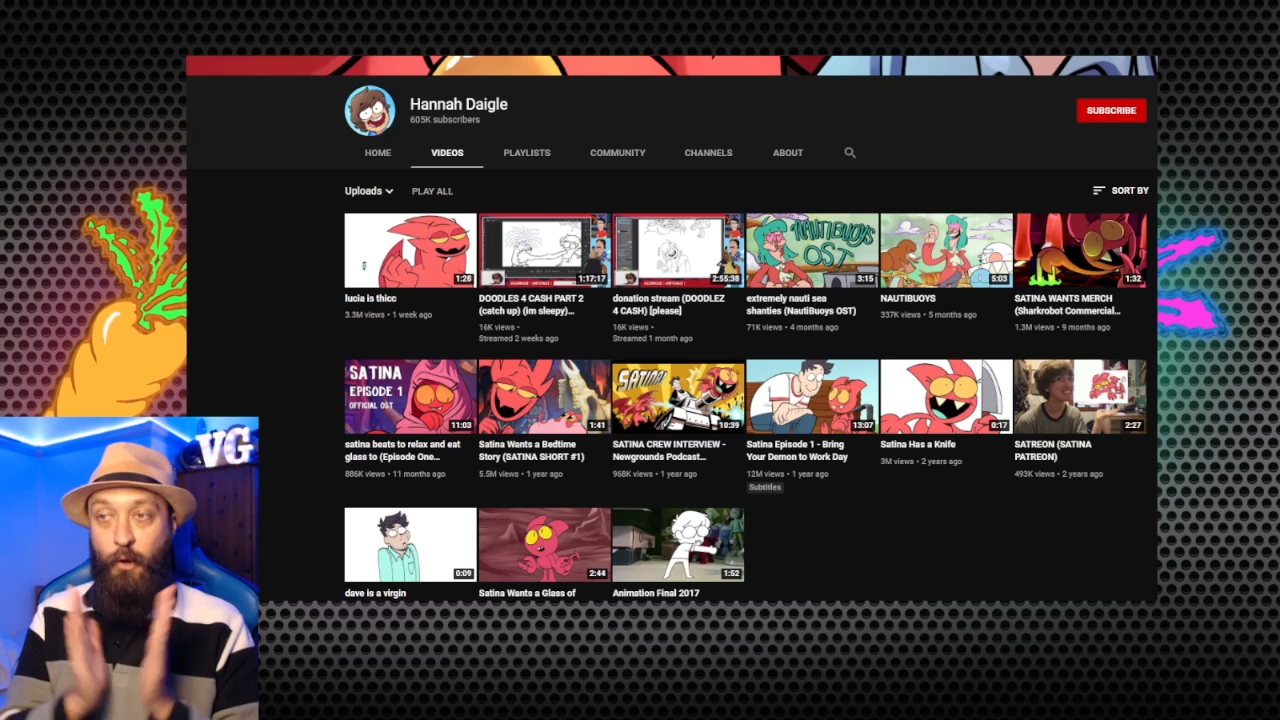 Hannah Daigle
605K subscribers
SUBSCRIBE
HOME VIDEOS PLAYLISTS COMMUNITY CHANNELS ABOUT
Uploads PLAY ALL SORT BY
NAUTIBUOYS
OST
1:26 1:17:17 2:55:38 3:15 5:03 1:32
lucia is thicc
3.3M views • 1 week ago
DOODLES 4 CASH PART 2
(catch up) (im sleepy)...
16K views •
Streamed 2 weeks ago
donation stream (DOODLEZ
4 CASH) [please]
16K views •
Streamed 1 month ago
extremely nauti sea
shanties (NautiBuoys OST)
71K views • 4 months ago
NAUTIBUOYS
337K views • 5 months ago
SATINA WANTS MERCH
(Sharkrobot Commercial...
1.3M views • 9 months ago
SATINA
EPISODE 1
OFFICIAL OST
SATINA!
11:03 1:41 10:39 13:07 0:17 2:27
satina beats to relax and eat
glass to (Episode One...
886K views • 11 months ago
Satina Wants a Bedtime
Story (SATINA SHORT #1)
5.5M views • 1 year ago
SATINA CREW INTERVIEW -
Newgrounds Podcast...
968K views • 1 year ago
Satina Episode 1 - Bring
Your Demon to Work Day
12M views • 1 year ago
Subtitles
Satina Has a Knife
3M views • 2 years ago
SATREON (SATINA
PATREON)
493K views • 2 years ago
VG
0:09 2:44 1:52
dave is a virgin
Satina Wants a Glass of
Animation Final 2017